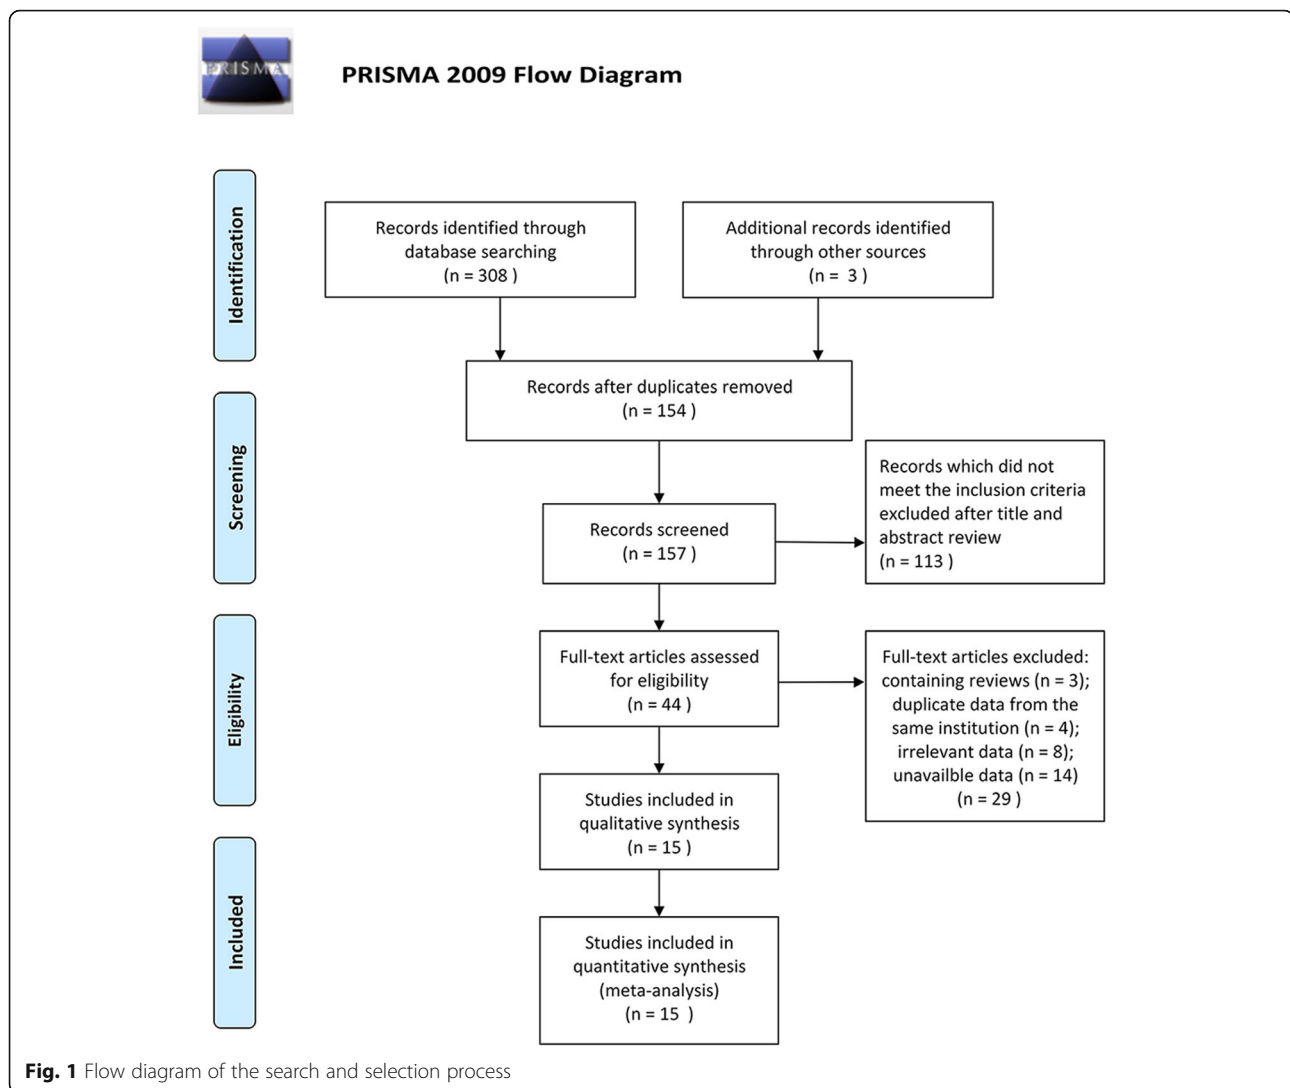 PRISMA
PRISMA 2009 Flow Diagram
Identification
Records identified through
database searching
(n = 308 )
Additional records identified
through other sources
(n = 3 )
Records after duplicates removed
(n = 154 )
Screening
Records screened
(n = 157 )
Records which did not
meet the inclusion criteria
excluded after title and
abstract review
(n = 113 )
Eligibility
Full-text articles assessed
for eligibility
(n = 44 )
Full-text articles excluded:
containing reviews (n = 3);
duplicate data from the
same institution (n = 4);
irrelevant data (n = 8);
unavailble data (n = 14)
(n = 29 )
Studies included in
qualitative synthesis
(n = 15 )
Included
Studies included in
quantitative synthesis
(meta-analysis)
(n = 15 )
Fig. 1 Flow diagram of the search and selection process